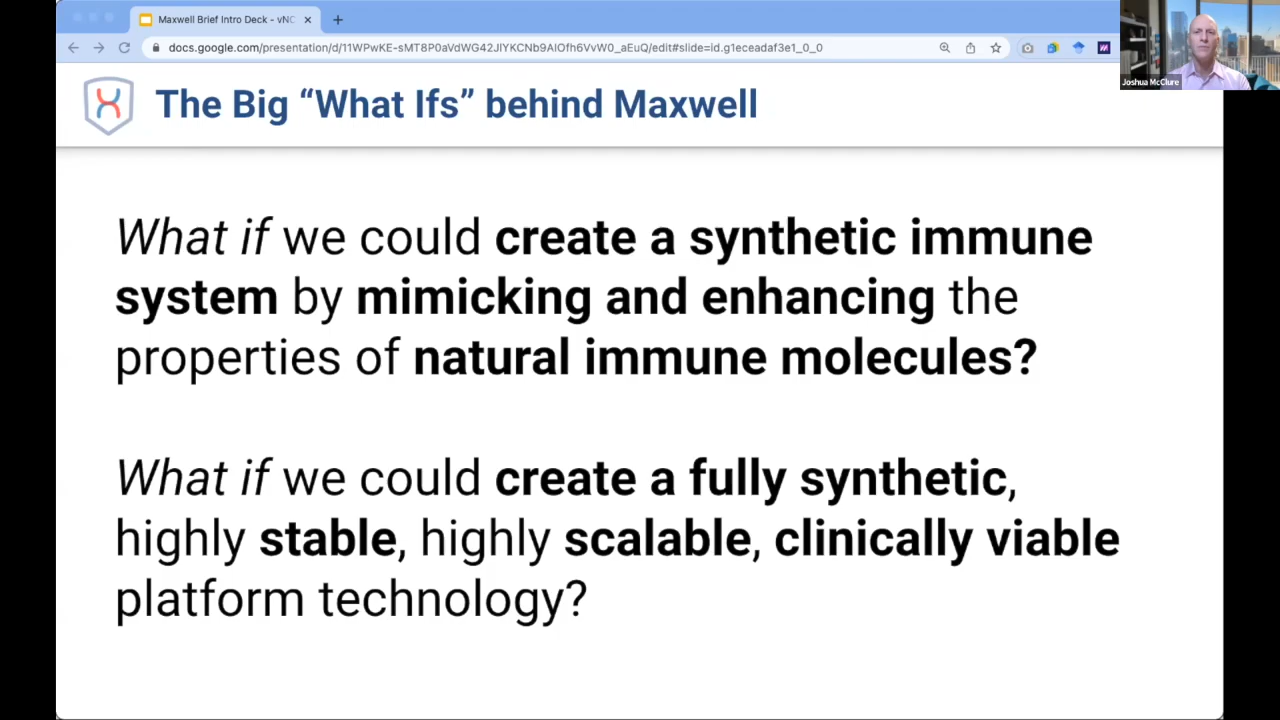 Maxwell Brief Intro Deck - vNC
docs.google.com/presentation/d/11WPwKE-sMT8P0aVdWG42JIYKCNb9AIOfh6VvW0_aEuQ/edit#slide=id.g1eceadaf3e1_0_0
Joshua McClure
The Big “What Ifs” behind Maxwell
What if we could create a synthetic immune
system by mimicking and enhancing the
properties of natural immune molecules?
What if we could create a fully synthetic,
highly stable, highly scalable, clinically viable
platform technology?